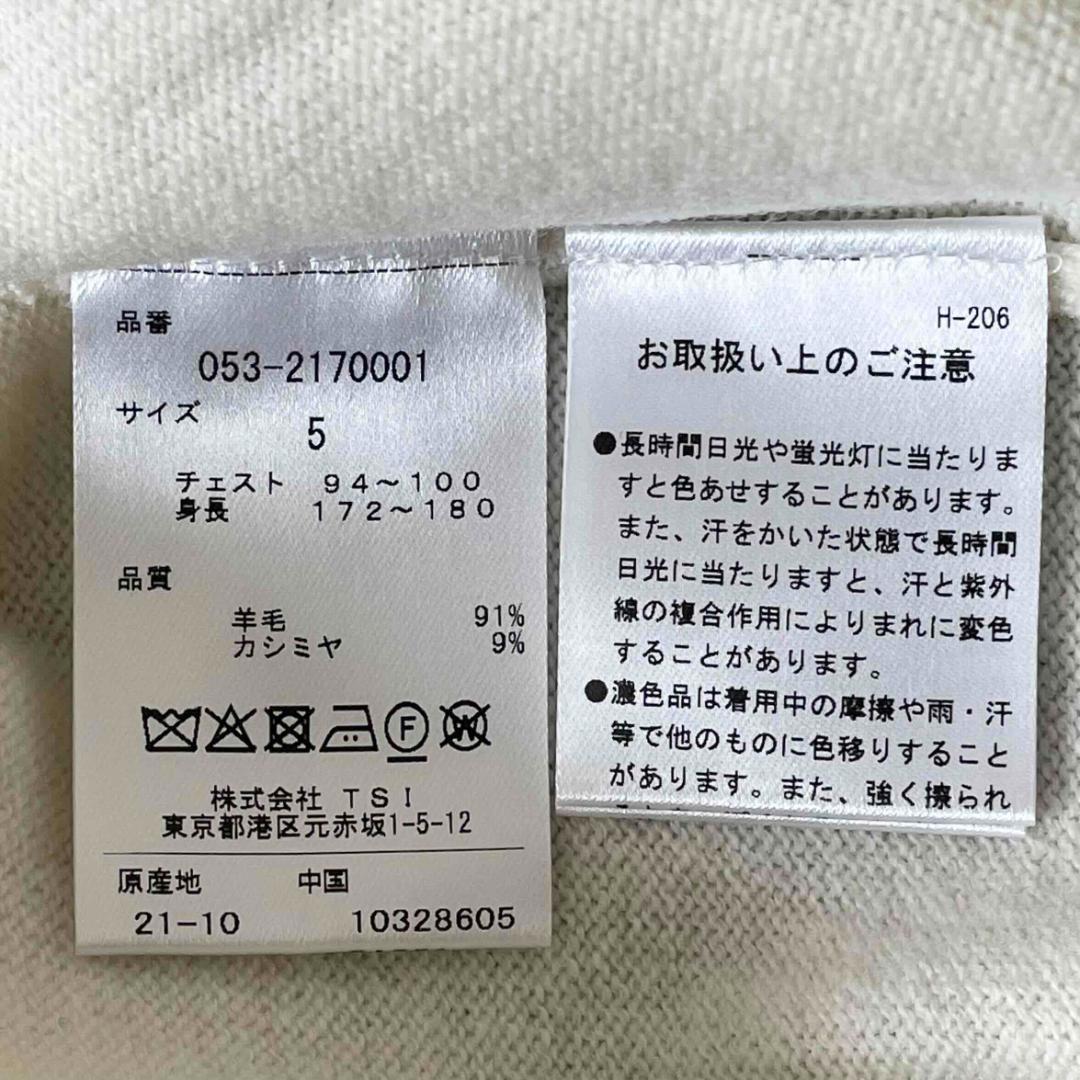 品番
053-2170001
サイズ
5
チェスト 94～100
身長 172～180
品質
羊毛 91%
カシミヤ 9%
F W
株式会社 TSI
東京都港区元赤坂1-5-12
原産地 中国
21-10 10328605
H-206
お取扱い上のご注意
●長時間日光や蛍光灯に当たりま
すと色あせすることがあります。
また、汗をかいた状態で長時間
日光に当たりますと、汗と紫外
線の複合作用によりまれに変色
することがあります。
●濃色品は着用中の摩擦や雨・汗
等で他のものに色移りすること
があります。また、強く擦られ